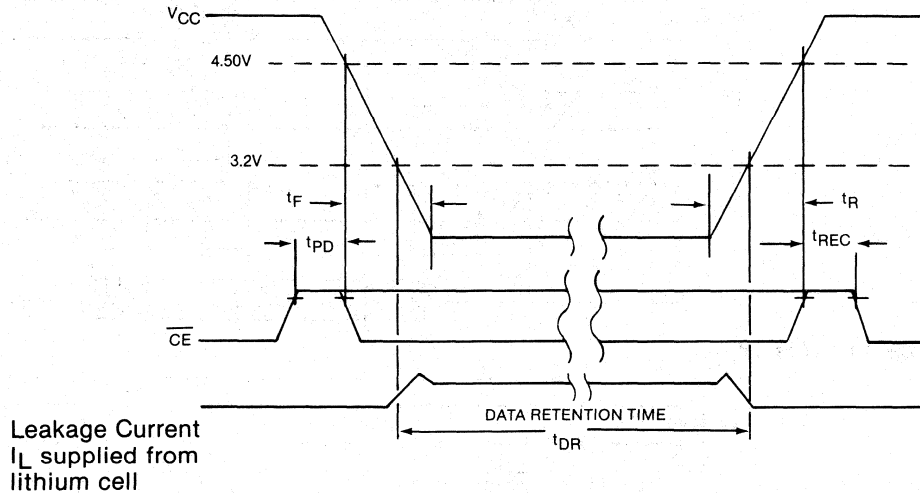 VCC
4.50V
3.2V
tF
tR
tPD
tREC
CE
DATA RETENTION TIME
tDR
Leakage Current
IL supplied from
lithium cell